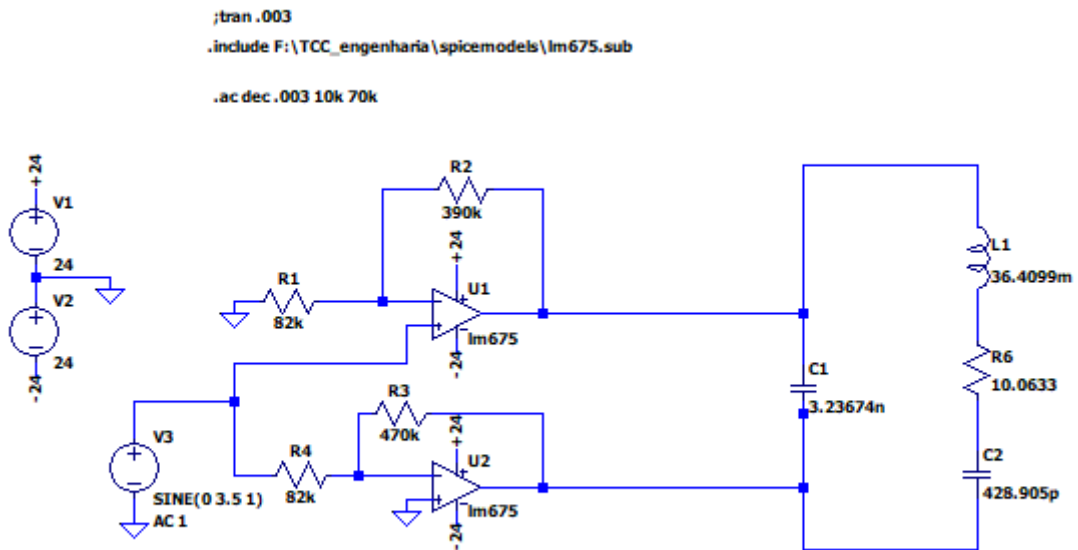 ;tran .003
.include F:\TCC_engenharia\spicemodels\lm675.sub
.ac dec .003 10k 70k
+24
V1
24
V2
24
-24
R2
390k
+24
R1
82k
U1
lm675
-24
R3
470k
+24
V3
SINE(0 3.5 1)
AC 1
R4
82k
U2
lm675
-24
L1
36.4099m
R6
10.0633
C1
3.23674n
C2
428.905p